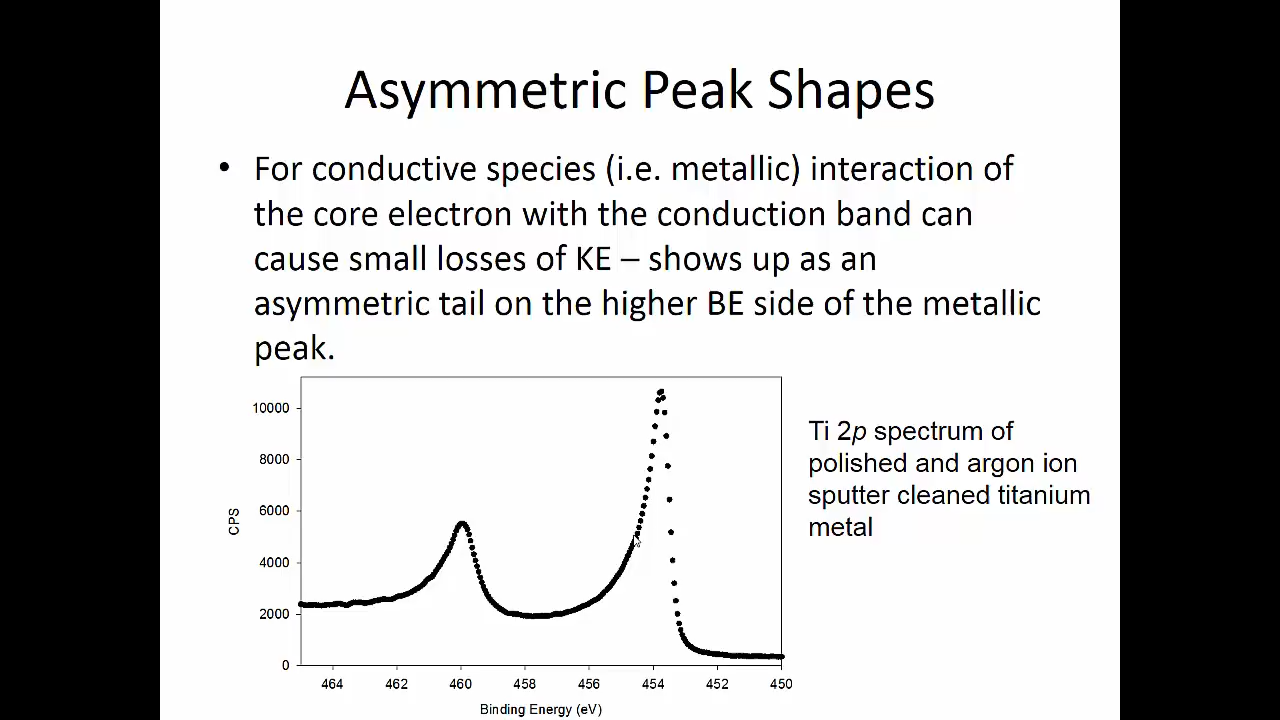 Asymmetric Peak Shapes
• For conductive species (i.e. metallic) interaction of
the core electron with the conduction band can
cause small losses of KE – shows up as an
asymmetric tail on the higher BE side of the metallic
peak.
10000
8000
6000
4000
2000
0
CPS
464 462 460 458 456 454 452 450
Binding Energy (eV)
Ti 2p spectrum of
polished and argon ion
sputter cleaned titanium
metal